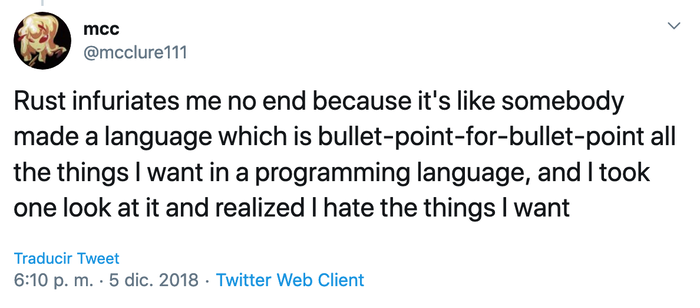 mcc
@mcclure111
Rust infuriates me no end because it's like somebody
made a language which is bullet-point-for-bullet-point all
the things I want in a programming language, and I took
one look at it and realized I hate the things I want
Traducir Tweet
6:10 p. m. · 5 dic. 2018 · Twitter Web Client